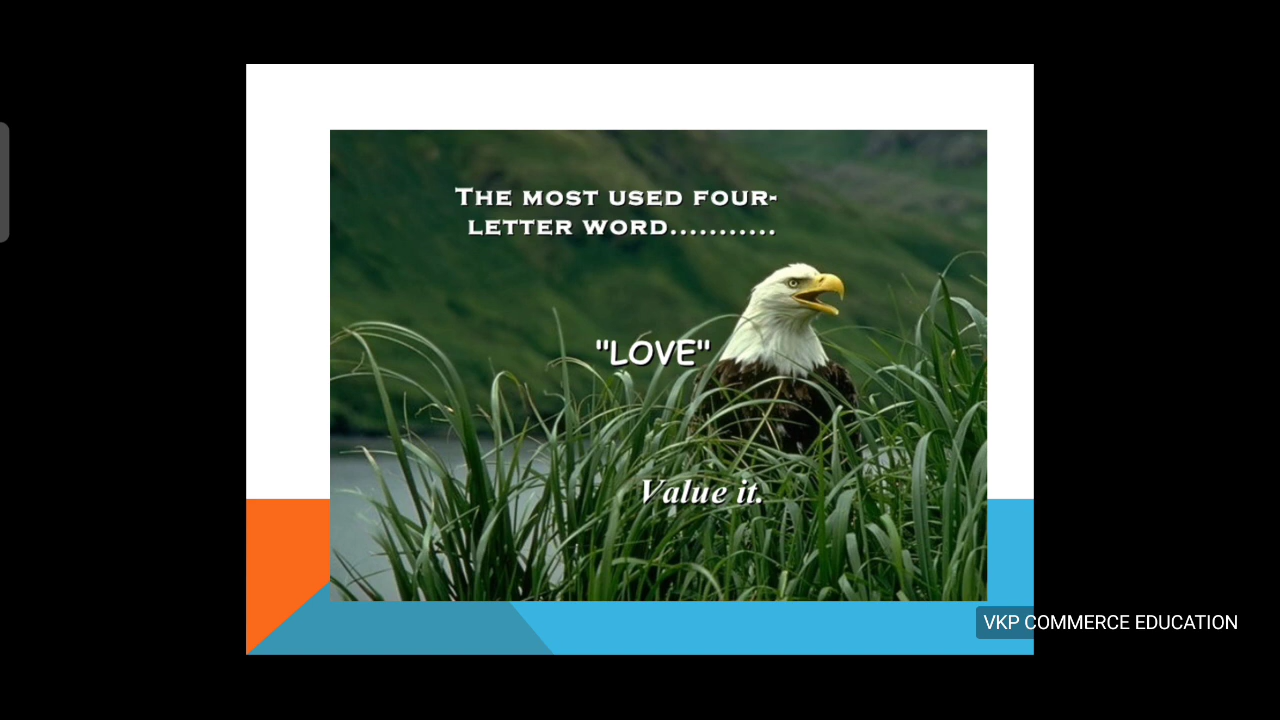 The most used four-
letter word...........
"LOVE"
Value it.
VKP COMMERCE EDUCATION